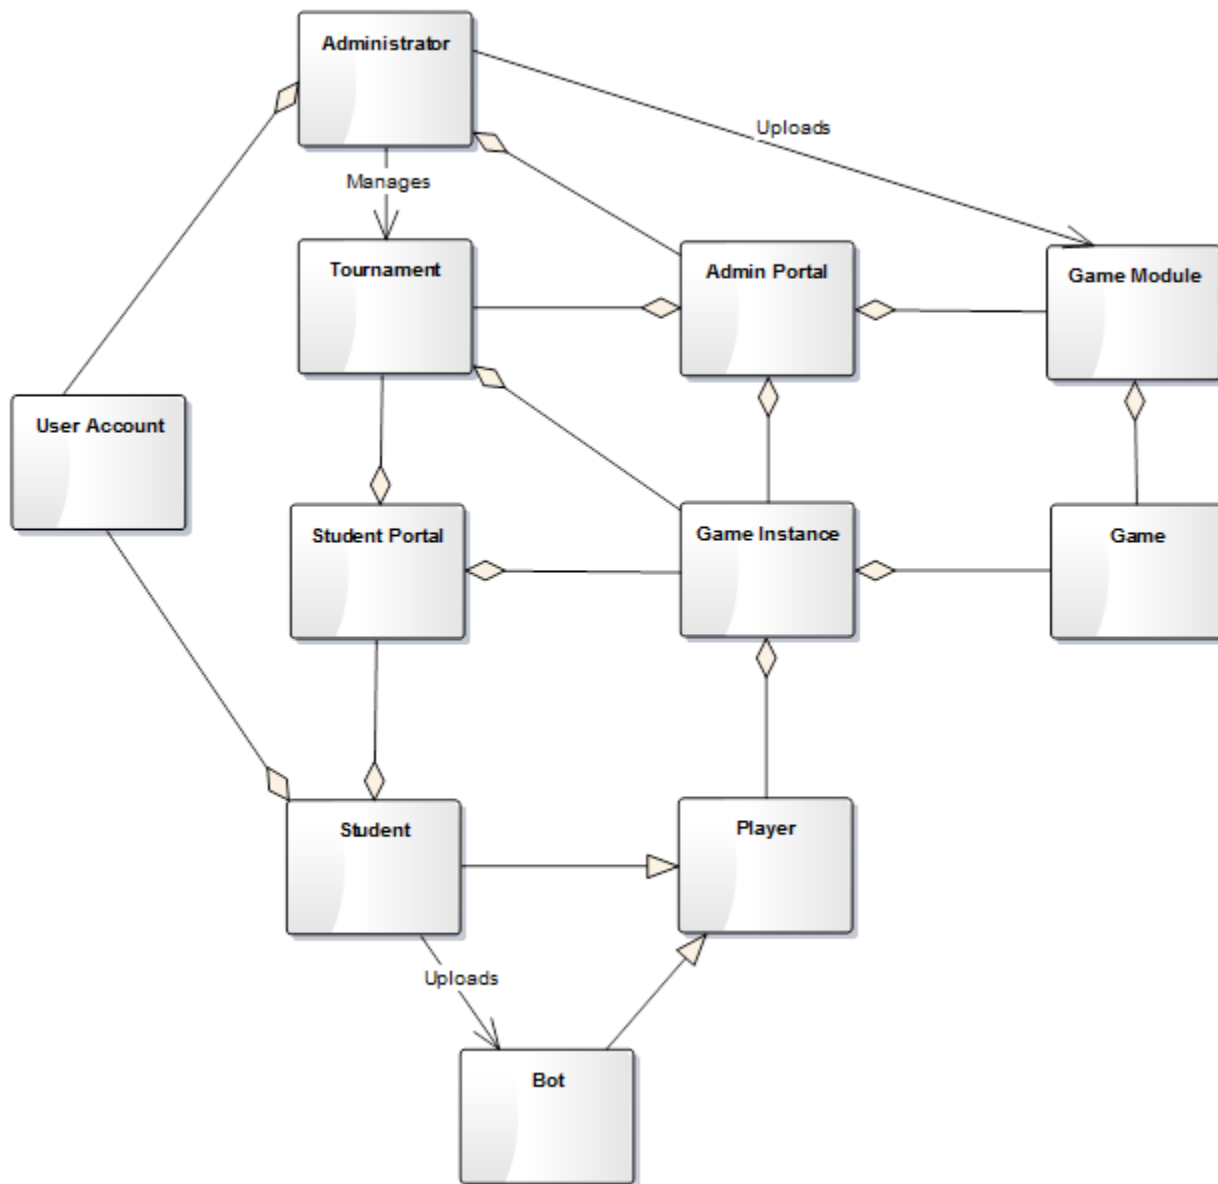 Administrator
Uploads
Manages
Tournament
Admin Portal
Game Module
User Account
Student Portal
Game Instance
Game
Student
Player
Uploads
Bot